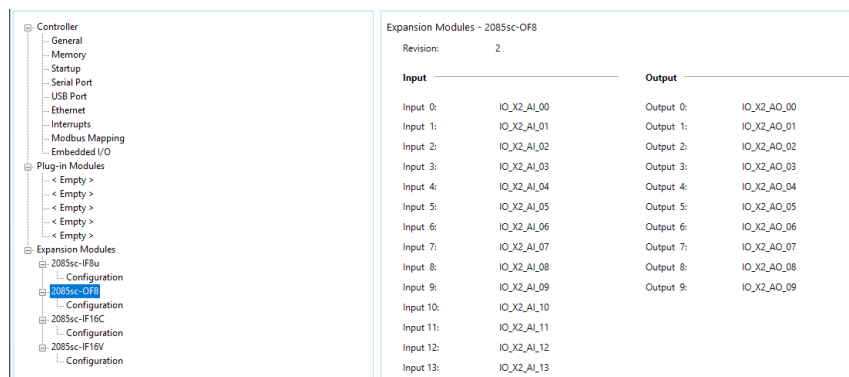 Controller
General
Memory
Startup
Serial Port
USB Port
Ethernet
Interrupts
Modbus Mapping
Embedded I/O
Plug-in Modules
< Empty >
< Empty >
< Empty >
< Empty >
< Empty >
Expansion Modules
2085sc-IF8u
Configuration
2085sc-OF8
Configuration
2085sc-IF16C
Configuration
2085sc-IF16V
Configuration
Expansion Modules - 2085sc-OF8
Revision: 2
Input Output
Input 0: IO_X2_AI_00 Output 0: IO_X2_AO_00
Input 1: IO_X2_AI_01 Output 1: IO_X2_AO_01
Input 2: IO_X2_AI_02 Output 2: IO_X2_AO_02
Input 3: IO_X2_AI_03 Output 3: IO_X2_AO_03
Input 4: IO_X2_AI_04 Output 4: IO_X2_AO_04
Input 5: IO_X2_AI_05 Output 5: IO_X2_AO_05
Input 6: IO_X2_AI_06 Output 6: IO_X2_AO_06
Input 7: IO_X2_AI_07 Output 7: IO_X2_AO_07
Input 8: IO_X2_AI_08 Output 8: IO_X2_AO_08
Input 9: IO_X2_AI_09 Output 9: IO_X2_AO_09
Input 10: IO_X2_AI_10
Input 11: IO_X2_AI_11
Input 12: IO_X2_AI_12
Input 13: IO_X2_AI_13